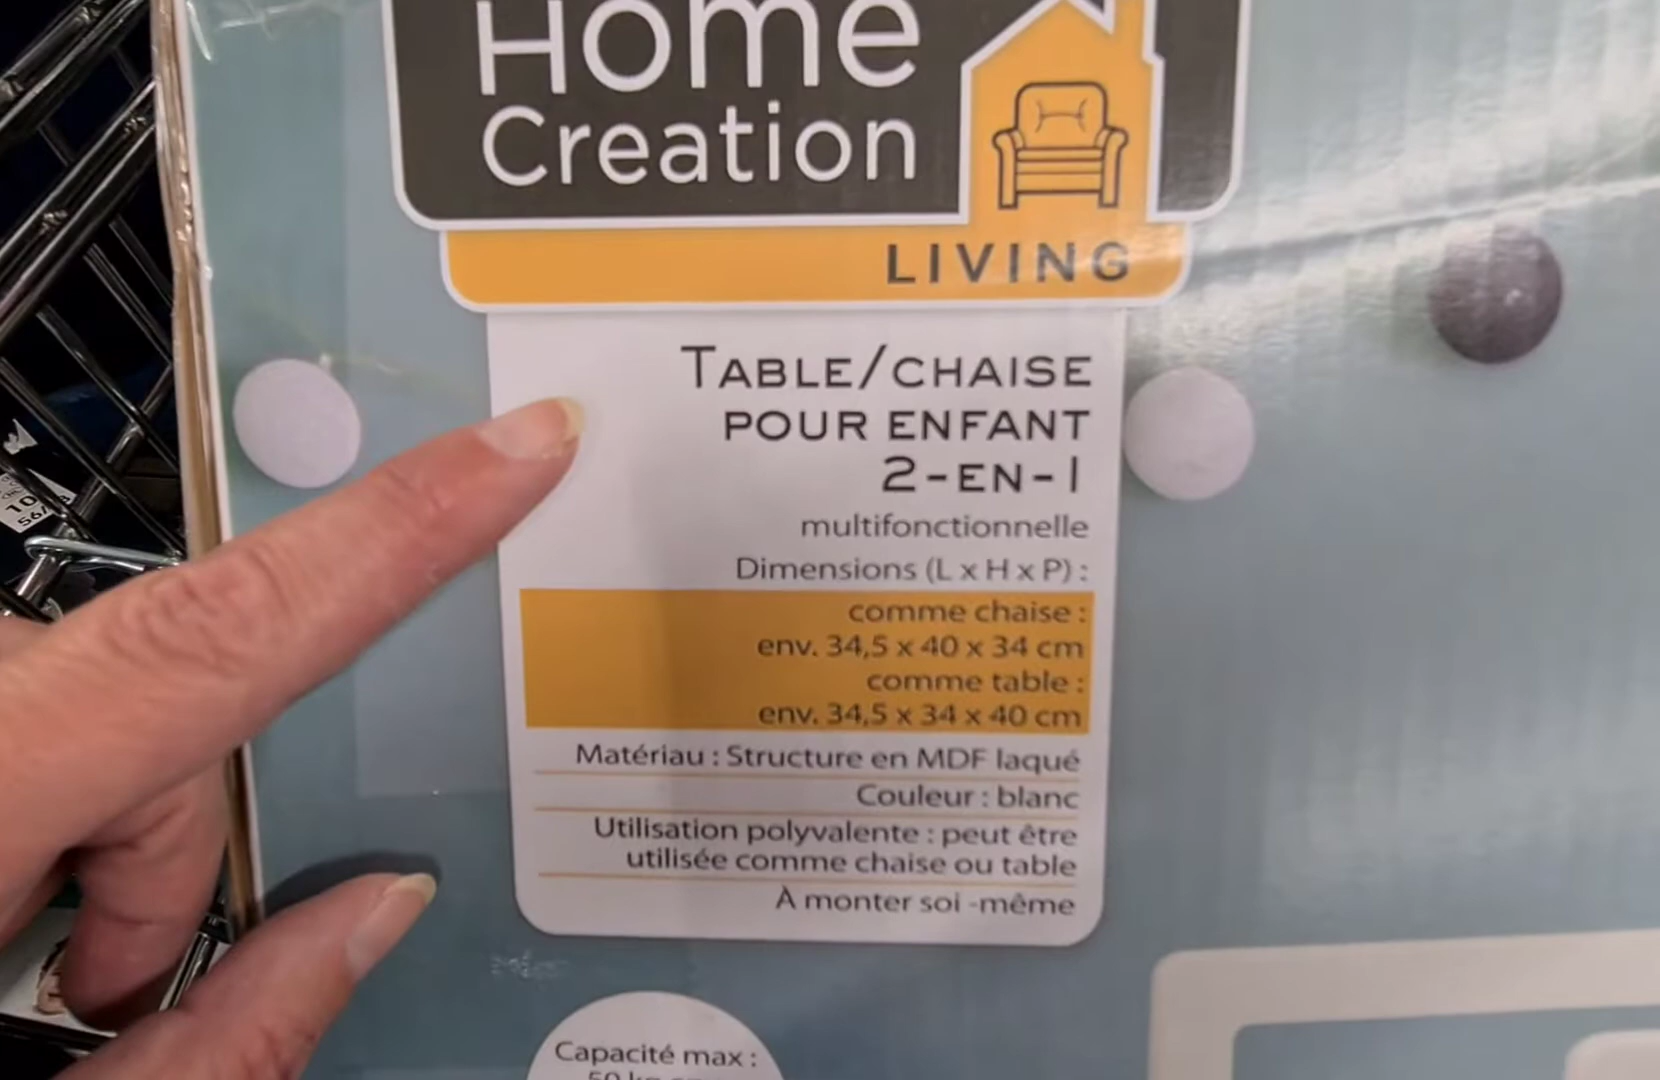 Home
Creation
LIVING
TABLE/CHAISE
POUR ENFANT
2-EN-1
multifonctionnelle
Dimensions (L x H x P) :
comme chaise :
env. 34,5 x 40 x 34 cm
comme table :
env. 34,5 x 34 x 40 cm
Matériau : Structure en MDF laqué
Couleur : blanc
Utilisation polyvalente : peut être
utilisée comme chaise ou table
À monter soi -même
Capacité max :